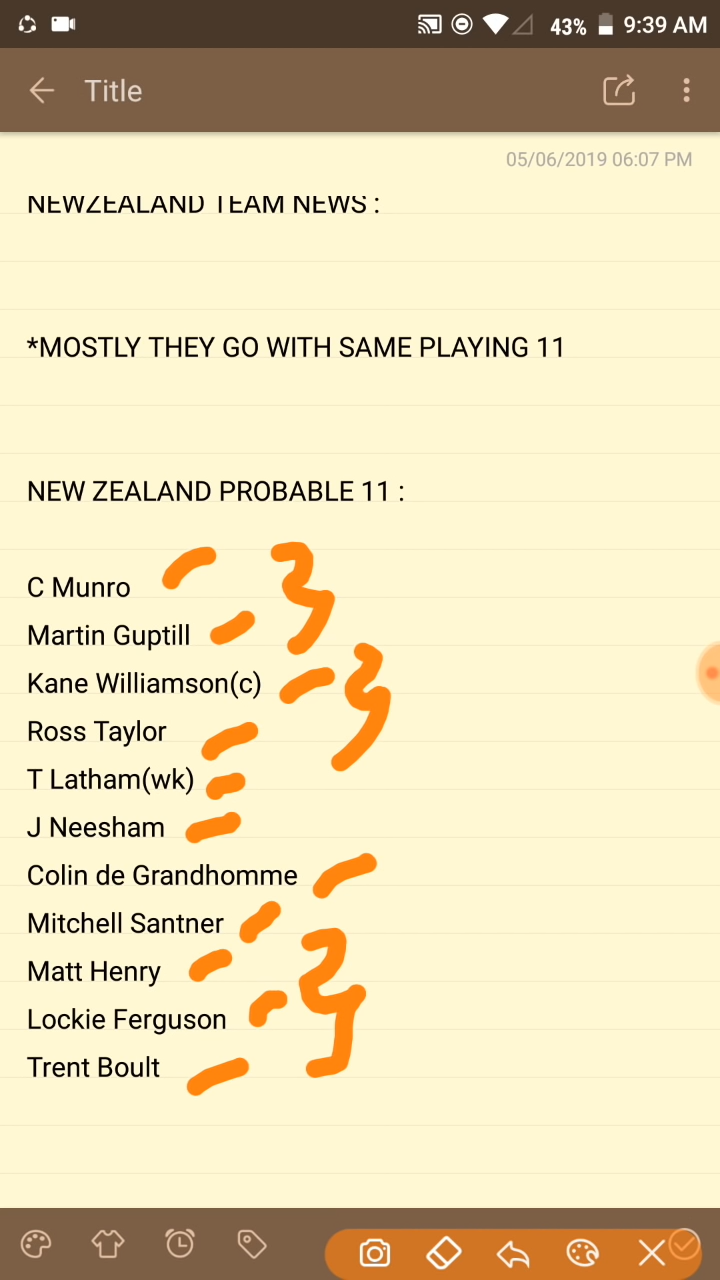 43% 9:39 AM
Title
05/06/2019 06:07 PM
NEWZEALAND TEAM NEWS :
*MOSTLY THEY GO WITH SAME PLAYING 11
NEW ZEALAND PROBABLE 11 :
C Munro
Martin Guptill
Kane Williamson(c)
Ross Taylor
T Latham(wk)
J Neesham
Colin de Grandhomme
Mitchell Santner
Matt Henry
Lockie Ferguson
Trent Boult